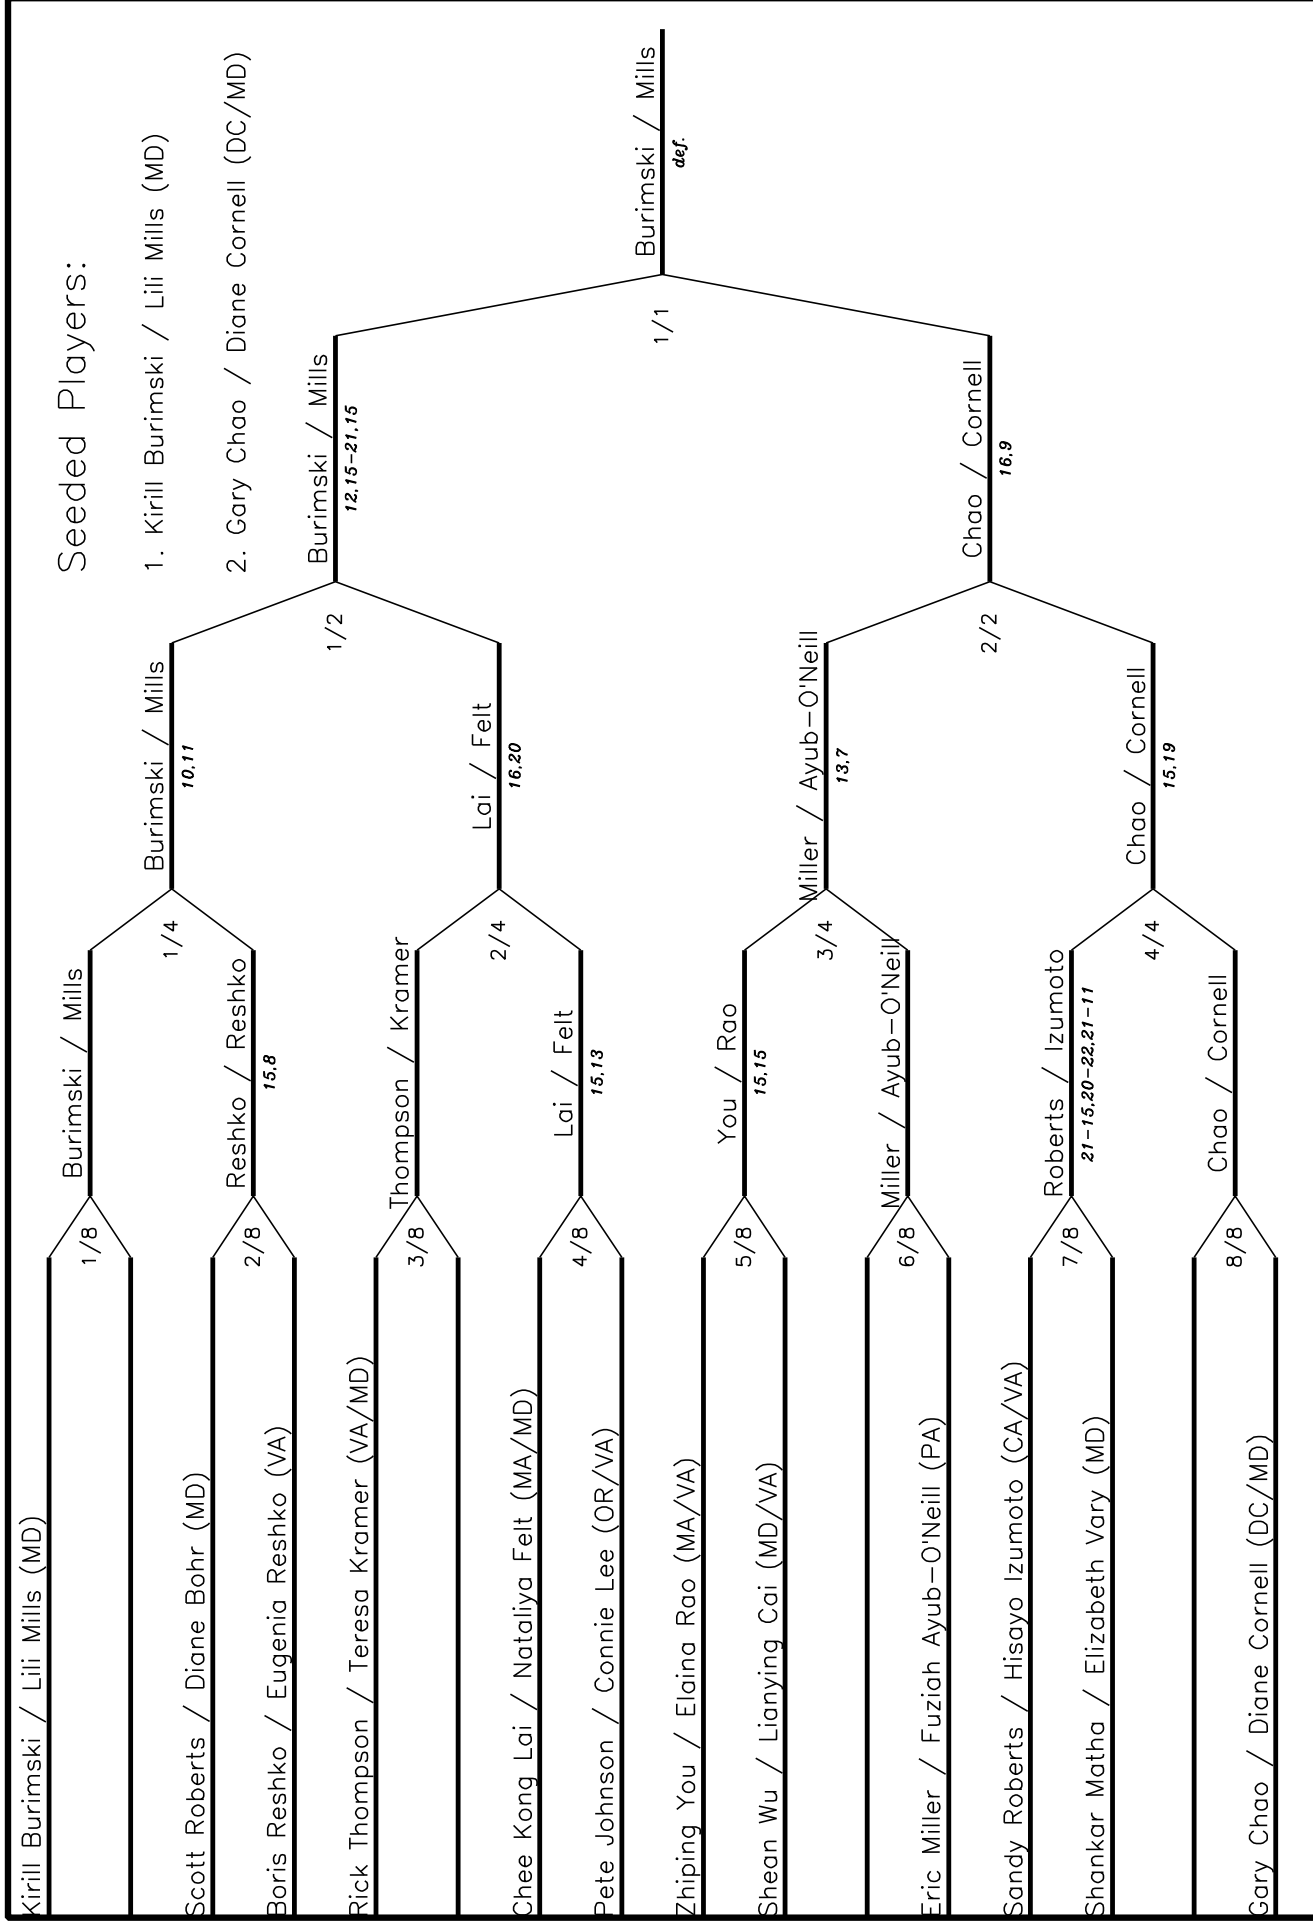 Seeded Players:
1. Kirill Burimski / Lili Mills (MD)
2. Gary Chao / Diane Cornell (DC/MD)
Kirill Burimski / Lili Mills (MD)
Scott Roberts / Diane Bohr (MD)
Boris Reshko / Eugenia Reshko (VA)
Rick Thompson / Teresa Kramer (VA/MD)
Chee Kong Lai / Nataliya Felt (MA/MD)
Pete Johnson / Connie Lee (OR/VA)
Zhiping You / Elaina Rao (MA/VA)
Shean Wu / Lianying Cai (MD/VA)
Eric Miller / Fuziah Ayub-O'Neill (PA)
Sandy Roberts / Hisayo Izumoto (CA/VA)
Shankar Matha / Elizabeth Vary (MD)
Gary Chao / Diane Cornell (DC/MD)
1/8
2/8
3/8
4/8
5/8
6/8
7/8
8/8
Burimski / Mills
Reshko / Reshko
15,8
Thompson / Kramer
Lai / Felt
15,13
You / Rao
15,15
Miller / Ayub-O'Neill
Roberts / Izumoto
21-15,20-22,21-11
Chao / Cornell
1/4
2/4
3/4
4/4
Burimski / Mills
10,11
Lai / Felt
16,20
Miller / Ayub-O'Neill
13,7
Chao / Cornell
15,19
1/2
2/2
Burimski / Mills
12,15-21,15
Chao / Cornell
16,9
1/1
Burimski / Mills
def.